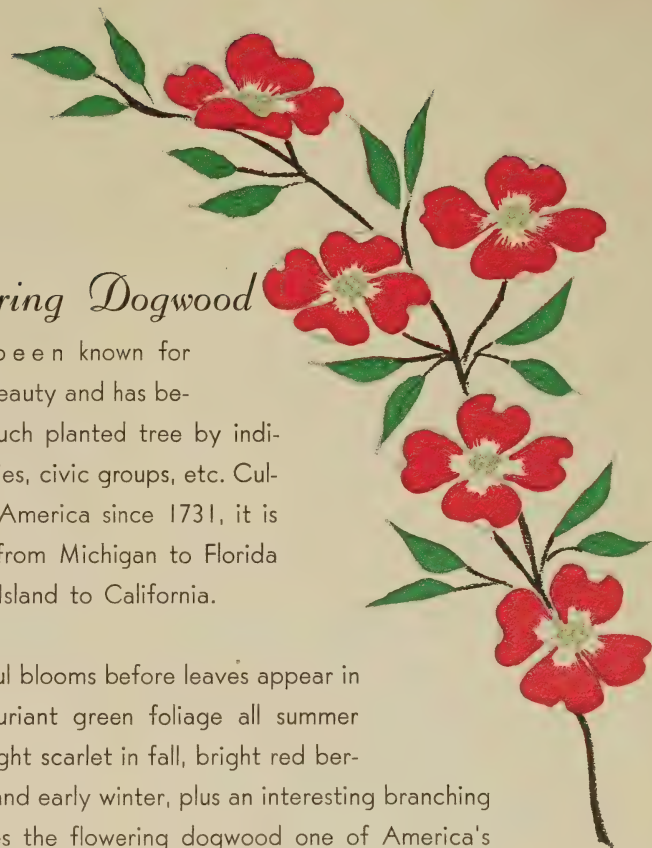 ring Dogwood
been known for
eauty and has be-
uch planted tree by indi-
es, civic groups, etc. Cul-
America since 1731, it is
from Michigan to Florida
Island to California.
ul blooms before leaves appear in
uriant green foliage all summer
ght scarlet in fall, bright red ber-
nd early winter, plus an interesting branching
es the flowering dogwood one of America's